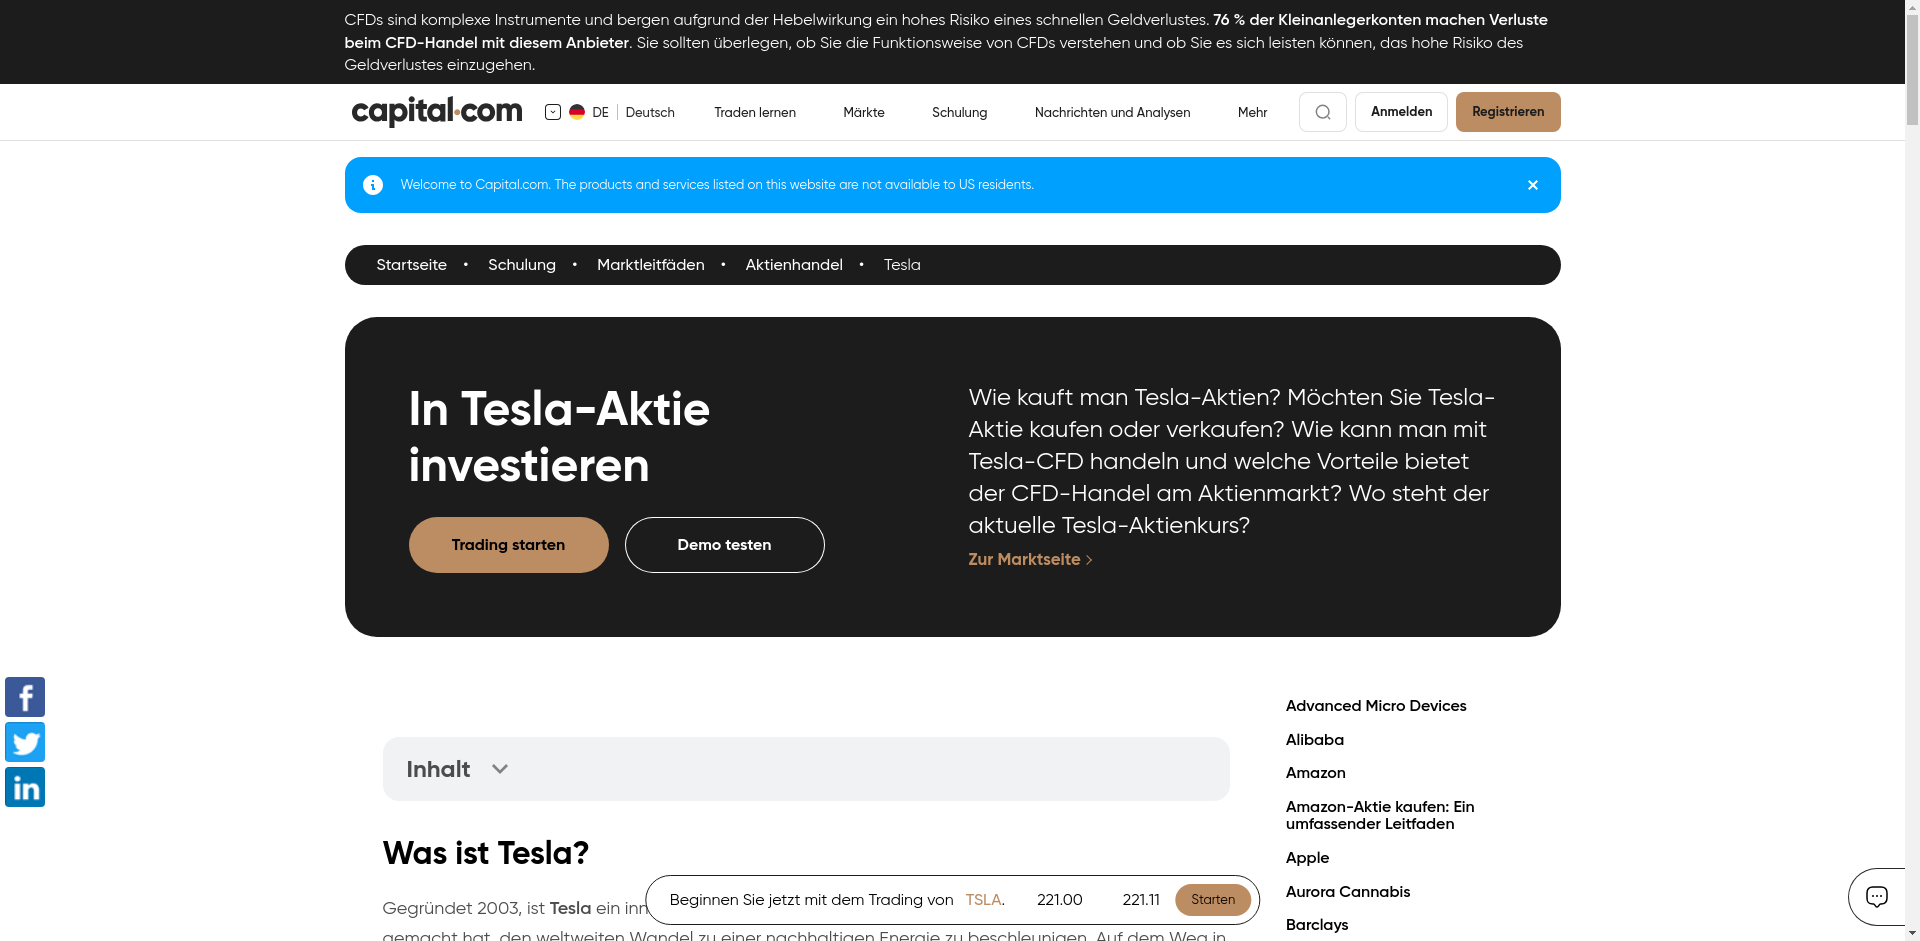 CFDs sind komplexe Instrumente und bergen aufgrund der Hebelwirkung ein hohes Risiko eines schnellen Geldverlustes. 76 % der Kleinanlegerkonten machen Verluste
beim CFD-Handel mit diesem Anbieter. Sie sollten überlegen, ob Sie die Funktionsweise von CFDs verstehen und ob Sie es sich leisten können, das hohe Risiko des
Geldverlustes einzugehen.
capital.com DE Deutsch Traden lernen Märkte Schulung Nachrichten und Analysen Mehr Anmelden Registrieren
Welcome to Capital.com. The products and services listed on this website are not available to US residents.
Startseite • Schulung • Marktleitfäden • Aktienhandel • Tesla
In Tesla-Aktie
investieren
Trading starten Demo testen
Wie kauft man Tesla-Aktien? Möchten Sie Tesla-
Aktie kaufen oder verkaufen? Wie kann man mit
Tesla-CFD handeln und welche Vorteile bietet
der CFD-Handel am Aktienmarkt? Wo steht der
aktuelle Tesla-Aktienkurs?
Zur Marktseite
Inhalt
Was ist Tesla?
Gegründet 2003, ist Tesla ein
gemacht hat, den weltweiten Wandel zu einer nachhaltigen Energie zu beschleunigen. Auf dem Weg in
Beginnen Sie jetzt mit dem Trading von TSLA. 221.00 221.11 Starten
Advanced Micro Devices
Alibaba
Amazon
Amazon-Aktie kaufen: Ein
umfassender Leitfaden
Apple
Aurora Cannabis
Barclays